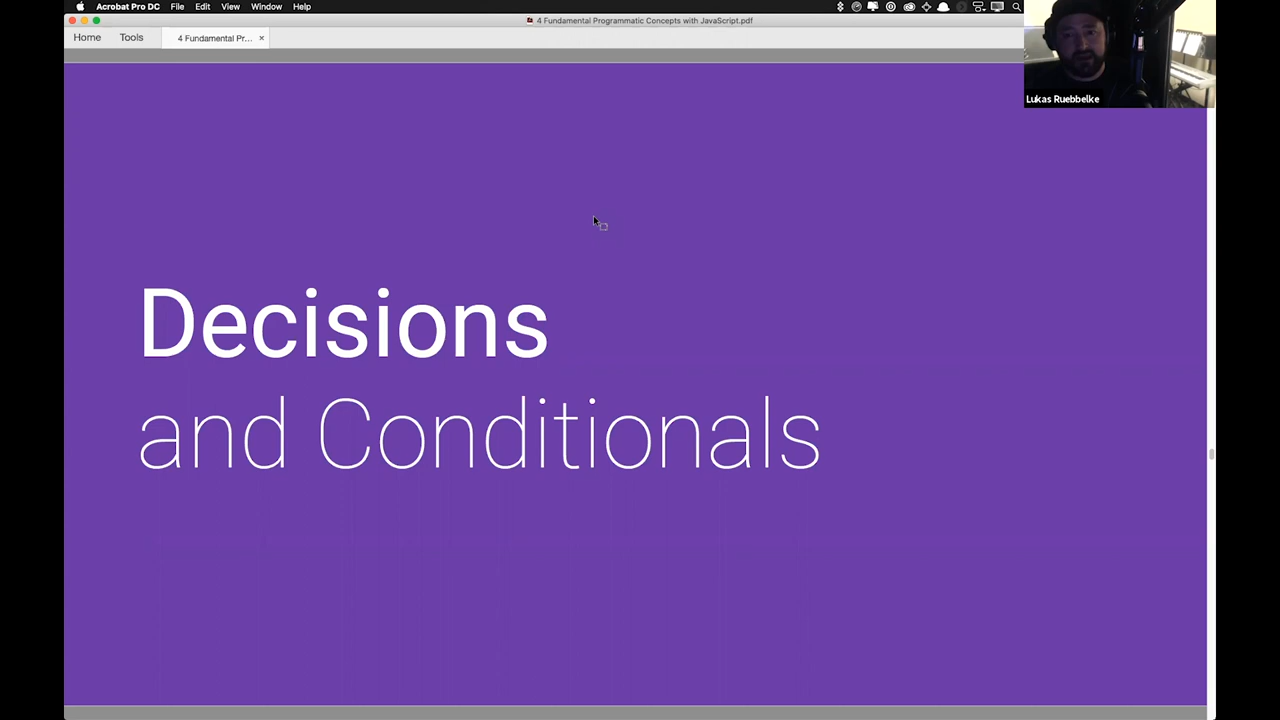 Acrobat Pro DC File Edit View Window Help
4 Fundamental Programmatic Concepts with JavaScript.pdf
Home Tools 4 Fundamental Pr... ×
Lukas Ruebbelke
Decisions
and Conditionals